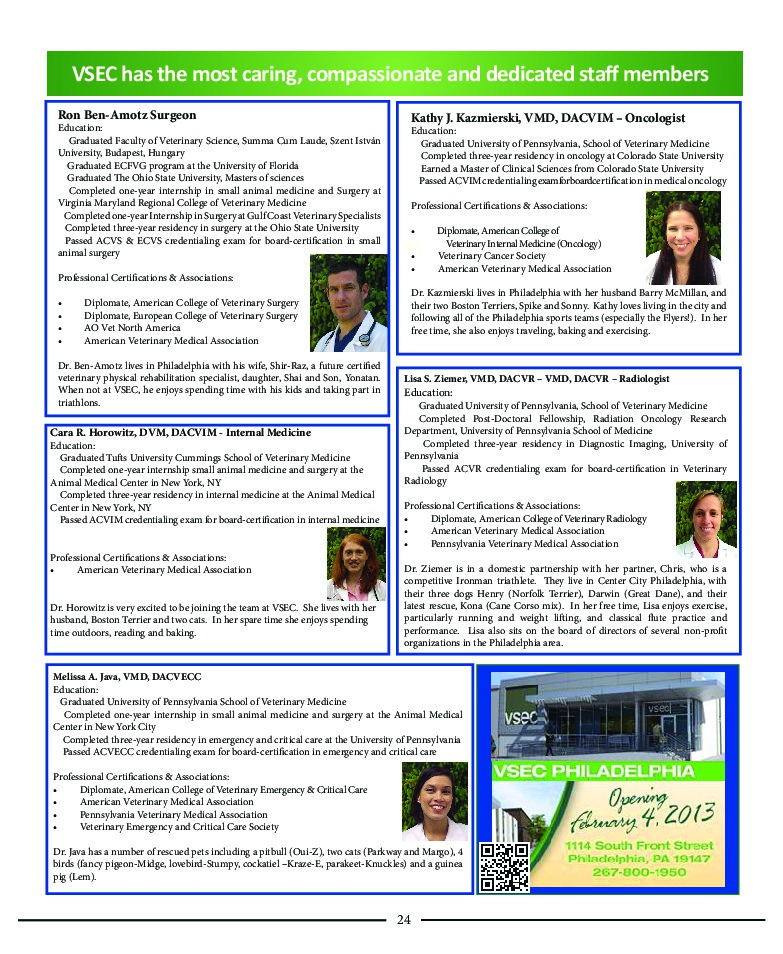 VSEC has the most caring, compassionate and dedicated staff members
Ron Ben-Amotz Surgeon
Education:
Graduated Faculty of Veterinary Science, Summa Cum Laude, Szent István
University, Budapest, Hungary
Graduated ECFVG program at the University of Florida
Graduated The Ohio State University, Masters of sciences
Completed one-year internship in small animal medicine and Surgery at
Virginia Maryland Regional College of Veterinary Medicine
Completed one-year Internship in Surgery at Gulf Coast Veterinary Specialists
Completed three-year residency in surgery at the Ohio State University
Passed ACVS & ECVS credentialing exam for board-certification in small
animal surgery
Professional Certifications & Associations:
• Diplomate, American College of Veterinary Surgery
• Diplomate, European College of Veterinary Surgery
• AO Vet North America
• American Veterinary Medical Association
Dr. Ben-Amotz lives in Philadelphia with his wife, Shir-Raz, a future certified
veterinary physical rehabilitation specialist, daughter, Shai and Son, Yonatan.
When not at VSEC, he enjoys spending time with his kids and taking part in
triathlons.
Cara R. Horowitz, DVM, DACVIM - Internal Medicine
Education:
Graduated Tufts University Cummings School of Veterinary Medicine
Completed one-year internship small animal medicine and surgery at the
Animal Medical Center in New York, NY
Completed three-year residency in internal medicine at the Animal Medical
Center in New York, NY
Passed ACVIM credentialing exam for board-certification in internal medicine
Professional Certifications & Associations:
• American Veterinary Medical Association
Dr. Horowitz is very excited to be joining the team at VSEC. She lives with her
husband, Boston Terrier and two cats. In her spare time she enjoys spending
time outdoors, reading and baking.
Kathy J. Kazmierski, VMD, DACVIM – Oncologist
Education:
Graduated University of Pennsylvania, School of Veterinary Medicine
Completed three-year residency in oncology at Colorado State University
Earned a Master of Clinical Sciences from Colorado State University
Passed ACVIM credentialing exam for board certification in medical oncology
Professional Certifications & Associations:
• Diplomate, American College of
Veterinary Internal Medicine (Oncology)
• Veterinary Cancer Society
• American Veterinary Medical Association
Dr. Kazmierski lives in Philadelphia with her husband Barry McMillan, and
their two Boston Terriers, Spike and Sonny. Kathy loves living in the city and
following all of the Philadelphia sports teams (especially the Flyers!). In her
free time, she also enjoys traveling, baking and exercising.
Lisa S. Ziemer, VMD, DACVR – VMD, DACVR – Radiologist
Education:
Graduated University of Pennsylvania, School of Veterinary Medicine
Completed Post-Doctoral Fellowship, Radiation Oncology Research
Department, University of Pennsylvania School of Medicine
Completed three-year residency in Diagnostic Imaging, University of
Pennsylvania
Passed ACVR credentialing exam for board-certification in Veterinary
Radiology
Professional Certifications & Associations:
• Diplomate, American College of Veterinary Radiology
• American Veterinary Medical Association
• Pennsylvania Veterinary Medical Association
Dr. Ziemer is in a domestic partnership with her partner, Chris, who is a
competitive Ironman triathlete. They live in Center City Philadelphia, with
their three dogs Henry (Norfolk Terrier), Darwin (Great Dane), and their
latest rescue, Kona (Cane Corso mix). In her free time, Lisa enjoys exercise,
particularly running and weight lifting, and classical flute practice and
performance. Lisa also sits on the board of directors of several non-profit
organizations in the Philadelphia area.
Melissa A. Java, VMD, DACVECC
Education:
Graduated University of Pennsylvania School of Veterinary Medicine
Completed one-year internship in small animal medicine and surgery at the Animal Medical
Center in New York City
Completed three-year residency in emergency and critical care at the University of Pennsylvania
Passed ACVECC credentialing exam for board-certification in emergency and critical care
Professional Certifications & Associations:
• Diplomate, American College of Veterinary Emergency & Critical Care
• American Veterinary Medical Association
• Pennsylvania Veterinary Medical Association
• Veterinary Emergency and Critical Care Society
Dr. Java has a number of rescued pets including a pitbull (Oui-Z), two cats (Parkway and Margo), 4
birds (fancy pigeon-Midge, lovebird-Stumpy, cockatiel –Kraze-E, parakeet-Knuckles) and a guinea
pig (Lem).
vsec
vsec
VSEC PHILADELPHIA
Opening
February 4, 2013
1114 South Front Street
Philadelphia, PA 19147
267-800-1950
24